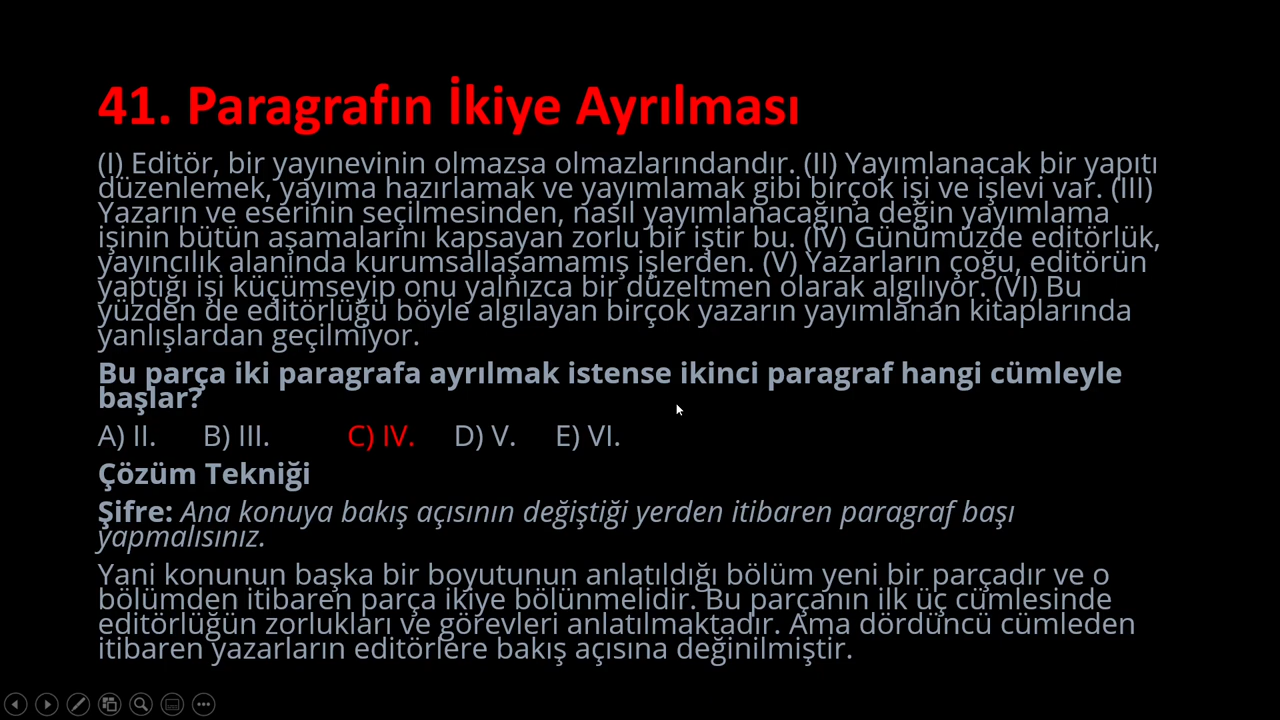 41. Paragrafın İkiye Ayrılması
(I) Editör, bir yayınevinin olmazsa olmazlarındandır. (II) Yayımlanacak bir yapıtı
düzenlemek, yayıma hazırlamak ve yayımlamak gibi birçok işi ve işlevi var. (III)
Yazarın ve eserinin seçilmesinden, nasıl yayımlanacağına değin yayımlama
işinin bütün aşamalarını kapsayan zorlu bir iştir bu. (IV) Günümüzde editörlük,
yayıncılık alanında kurumsallaşamamış işlerden. (V) Yazarların çoğu, editörün
yaptığı işi küçümseyip onu yalnızca bir düzeltmen olarak algılıyor. (VI) Bu
yüzden de editörlüğü böyle algılayan birçok yazarın yayımlanan kitaplarında
yanlışlardan geçilmiyor.
Bu parça iki paragrafa ayrılmak istense ikinci paragraf hangi cümleyle
başlar?
A) II. B) III. C) IV. D) V. E) VI.
Çözüm Tekniği
Şifre: Ana konuya bakış açısının değiştiği yerden itibaren paragraf başı
yapmalısınız.
Yani konunun başka bir boyutunun anlatıldığı bölüm yeni bir parçadır ve o
bölümden itibaren parça ikiye bölünmelidir. Bu parçanın ilk üç cümlesinde
editörlüğün zorlukları ve görevleri anlatılmaktadır. Ama dördüncü cümleden
itibaren yazarların editörlere bakış açısına değinilmiştir.